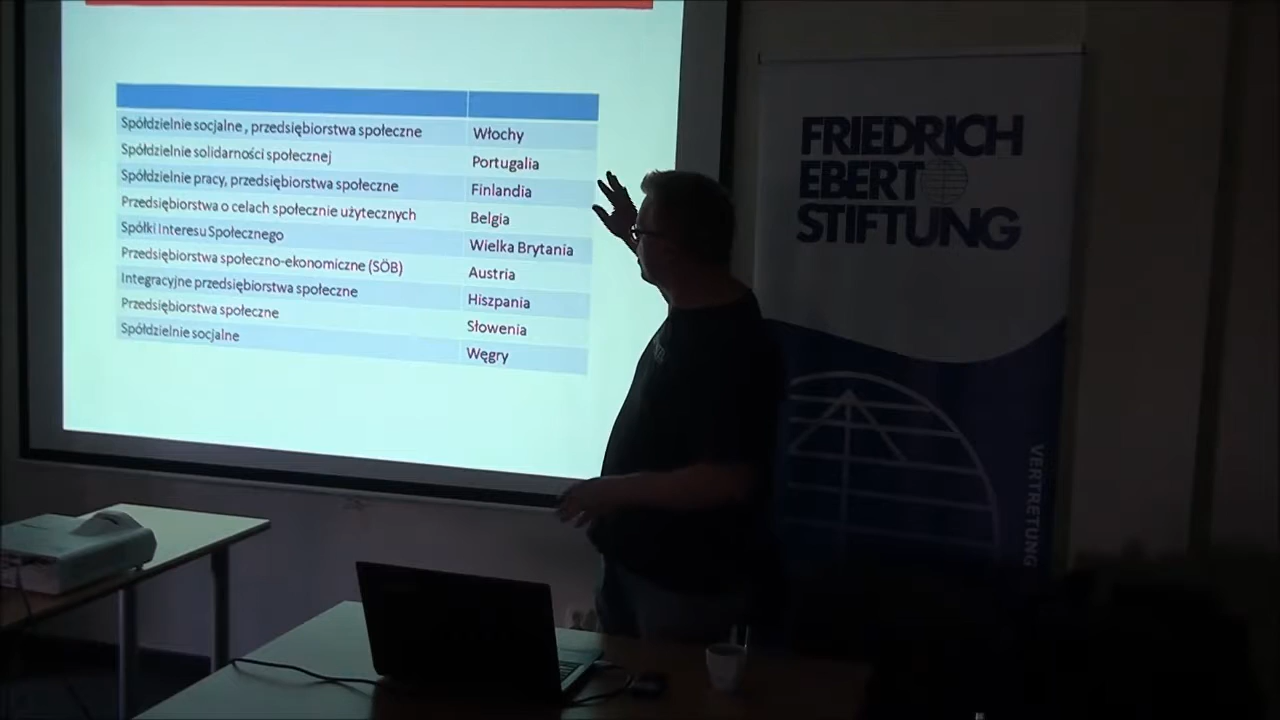 Spółdzielnie socjalne , przedsiębiorstwa społeczne Włochy
Spółdzielnie solidarności społecznej Portugalia
Spółdzielnie pracy, przedsiębiorstwa społeczne Finlandia
Przedsiębiorstwa o celach społecznie użytecznych Belgia
Spółki Interesu Społecznego Wielka Brytania
Przedsiębiorstwa społeczno-ekonomiczne (SÖB) Austria
Integracyjne przedsiębiorstwa społeczne Hiszpania
Przedsiębiorstwa społeczne Słowenia
Spółdzielnie socjalne Węgry
FRIEDRICH
EBERT
STIFTUNG
VERTRETUNG